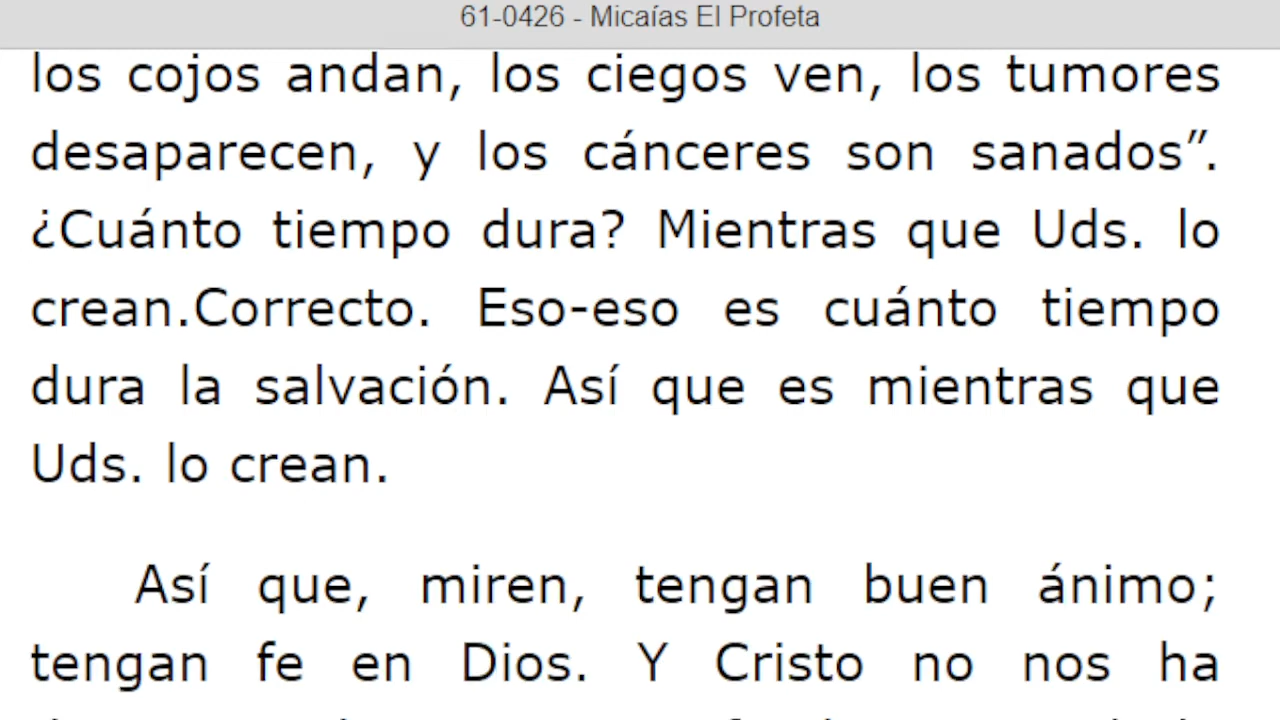 61-0426 - Micaías El Profeta
los cojos andan, los ciegos ven, los tumores
desaparecen, y los cánceres son sanados”.
¿Cuánto tiempo dura? Mientras que Uds. lo
crean.Correcto. Eso-eso es cuánto tiempo
dura la salvación. Así que es mientras que
Uds. lo crean.
Así que, miren, tengan buen ánimo;
tengan fe en Dios. Y Cristo no nos ha